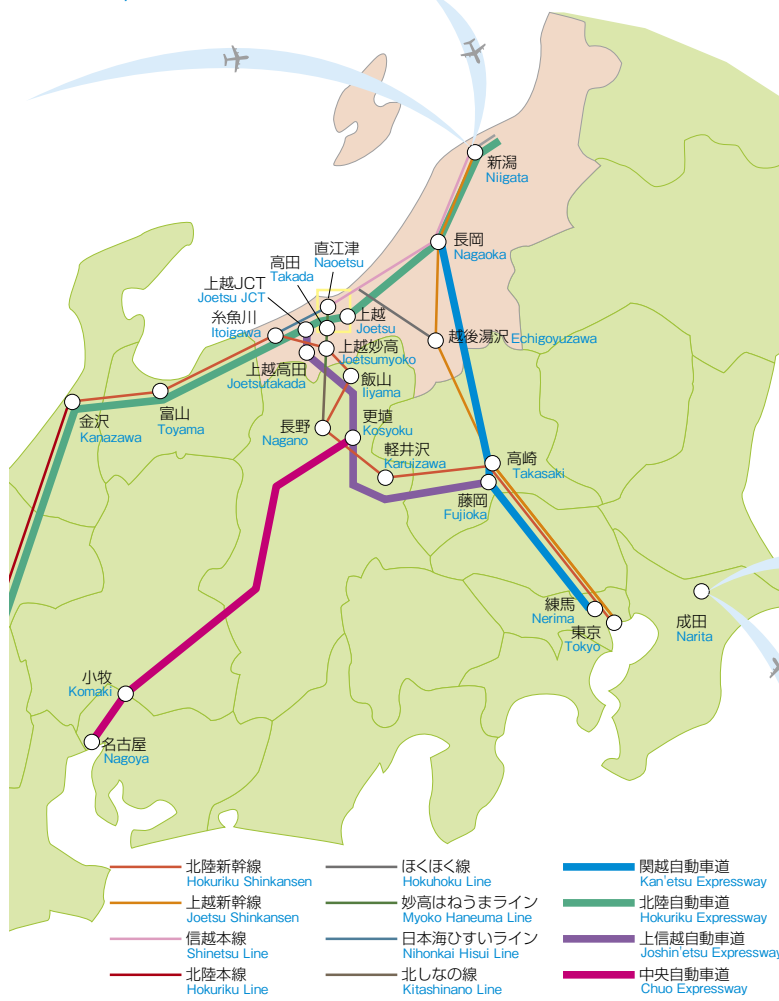 新潟
Niigata
長岡
Nagaoka
直江津
Naoetsu
高田
Takada
上越JCT
Joetsu JCT
糸魚川
Itoigawa
上越
Joetsu
越後湯沢
Echigoyuzawa
上越妙高
Joetsumyoko
上越高田
Joetsutakada
飯山
Iiyama
金沢
Kanazawa
富山
Toyama
長野
Nagano
更埴
Kosyoku
軽井沢
Karuizawa
高崎
Takasaki
藤岡
Fujioka
練馬
Nerima
東京
Tokyo
成田
Narita
小牧
Komaki
名古屋
Nagoya
北陸新幹線
Hokuriku Shinkansen
上越新幹線
Joetsu Shinkansen
信越本線
Shinetsu Line
北陸本線
Hokuriku Line
ほくほく線
Hokuhoku Line
妙高はねうまライン
Myoko Haneuma Line
日本海ひすいライン
Nihonkai Hisui Line
北しなの線
Kitashinano Line
関越自動車道
Kan'etsu Expressway
北陸自動車道
Hokuriku Expressway
上信越自動車道
Joshin'etsu Expressway
中央自動車道
Chuo Expressway